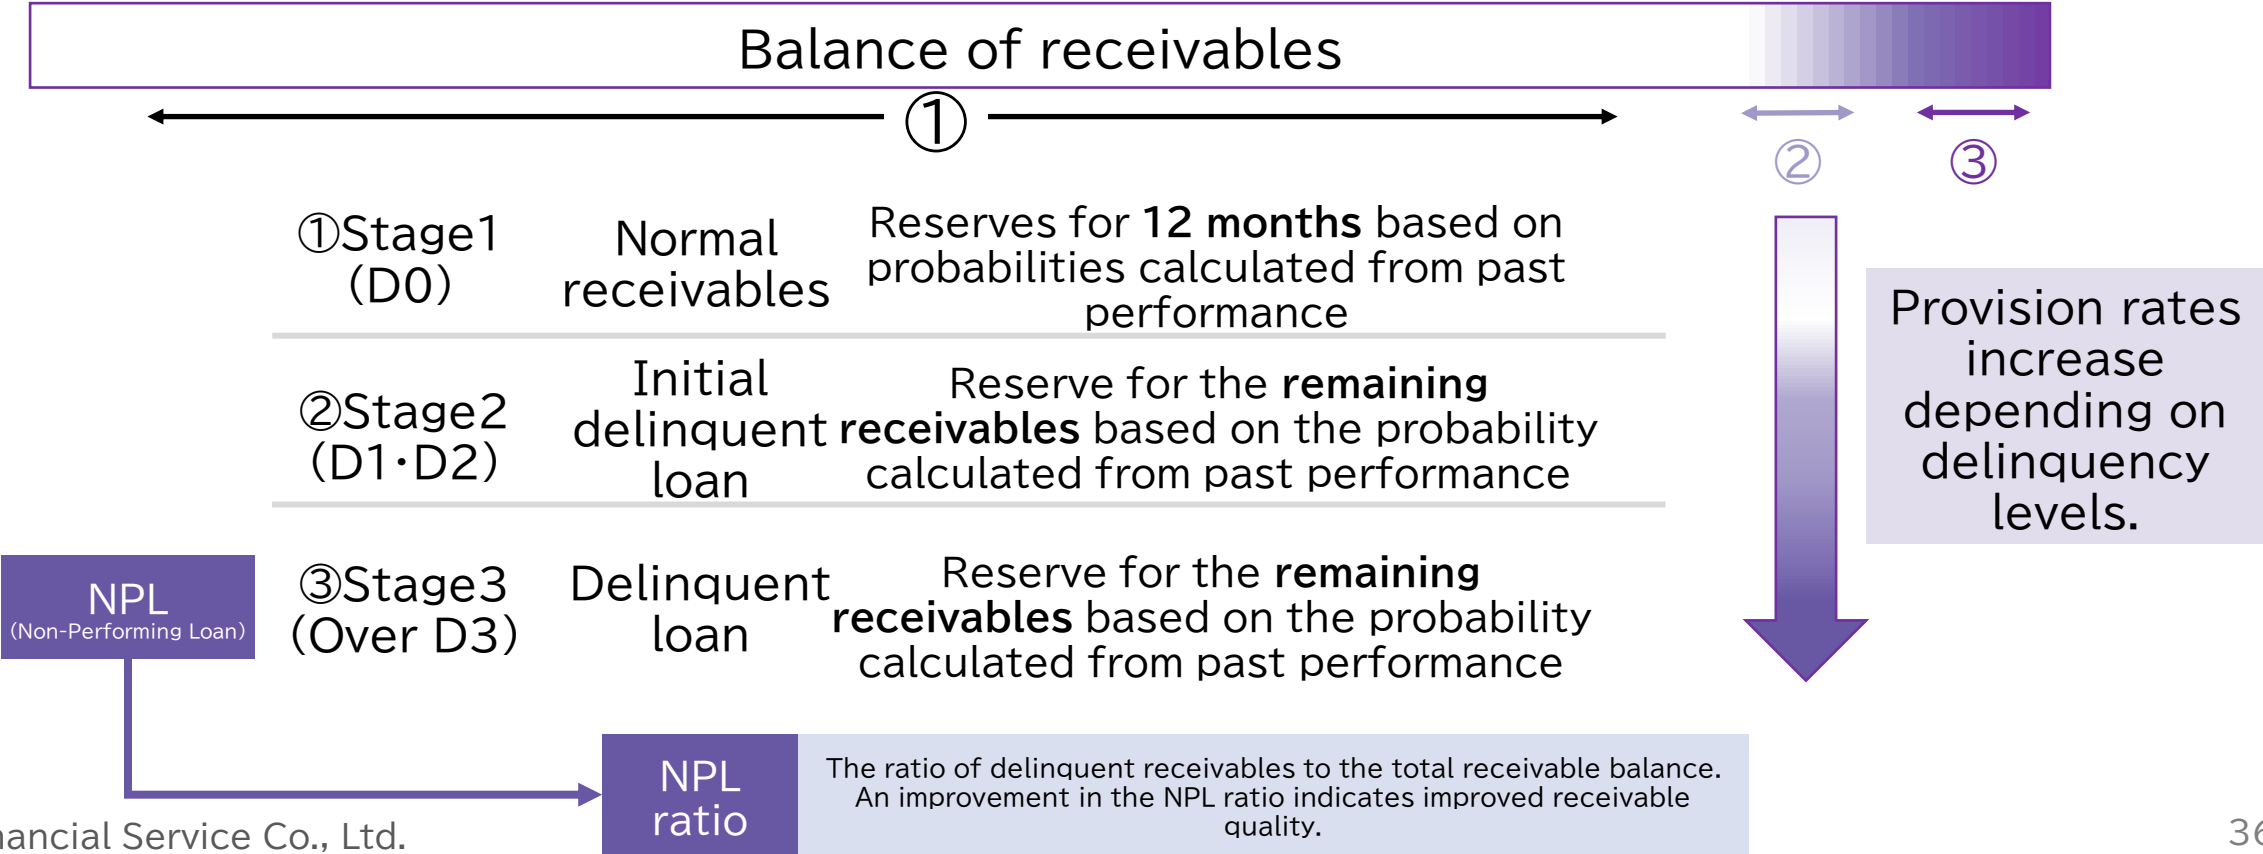 Balance of receivables
①
②
③
①Stage1
(D0)
Normal
receivables
Reserves for 12 months based on
probabilities calculated from past
performance
②Stage2
(D1・D2)
Initial
delinquent
loan
Reserve for the remaining
receivables based on the probability
calculated from past performance
③Stage3
(Over D3)
Delinquent
loan
Reserve for the remaining
receivables based on the probability
calculated from past performance
Provision rates
increase
depending on
delinquency
levels.
NPL
(Non-Performing Loan)
NPL
ratio
The ratio of delinquent receivables to the total receivable balance.
An improvement in the NPL ratio indicates improved receivable
quality.
nancial Service Co., Ltd.
36